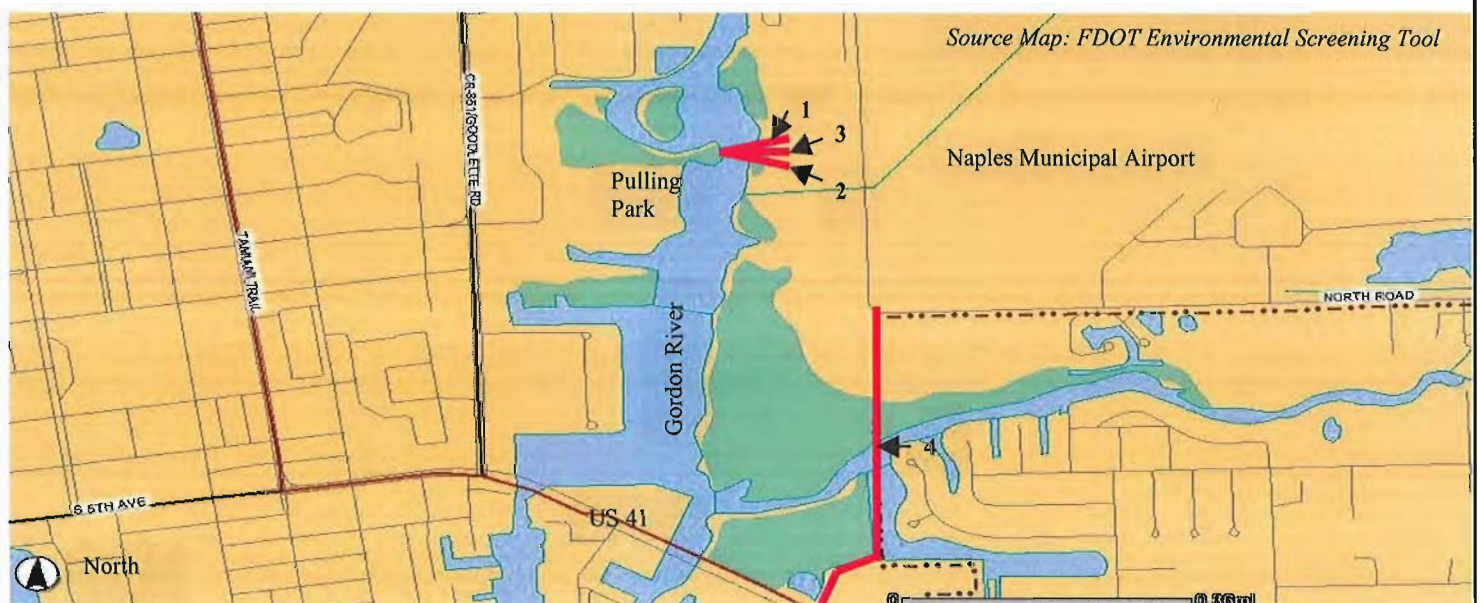 Source Map: FDOT Environmental Screening Tool
CR-851/GOODLETTE RD
1
3
Naples Municipal Airport
2
Pulling
Park
TAMIAMI TRAIL
NORTH ROAD
Gordon River
4
S 5TH AVE
US 41
North
0